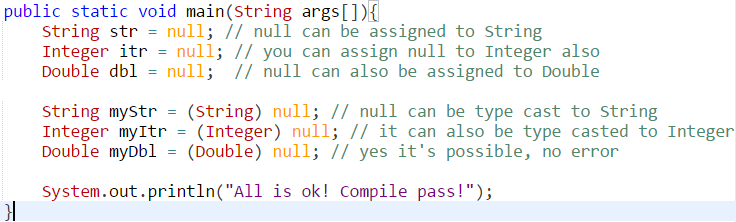 public static void main(String args[]){
String str = null; // null can be assigned to String
Integer itr = null; // you can assign null to Integer also
Double dbl = null;  // null can also be assigned to Double
String myStr = (String) null; // null can be type cast to String
Integer myItr = (Integer) null; // it can also be type casted to Integer
Double myDbl = (Double) null; // yes it's possible, no error
System.out.println("All is ok! Compile pass!");
}